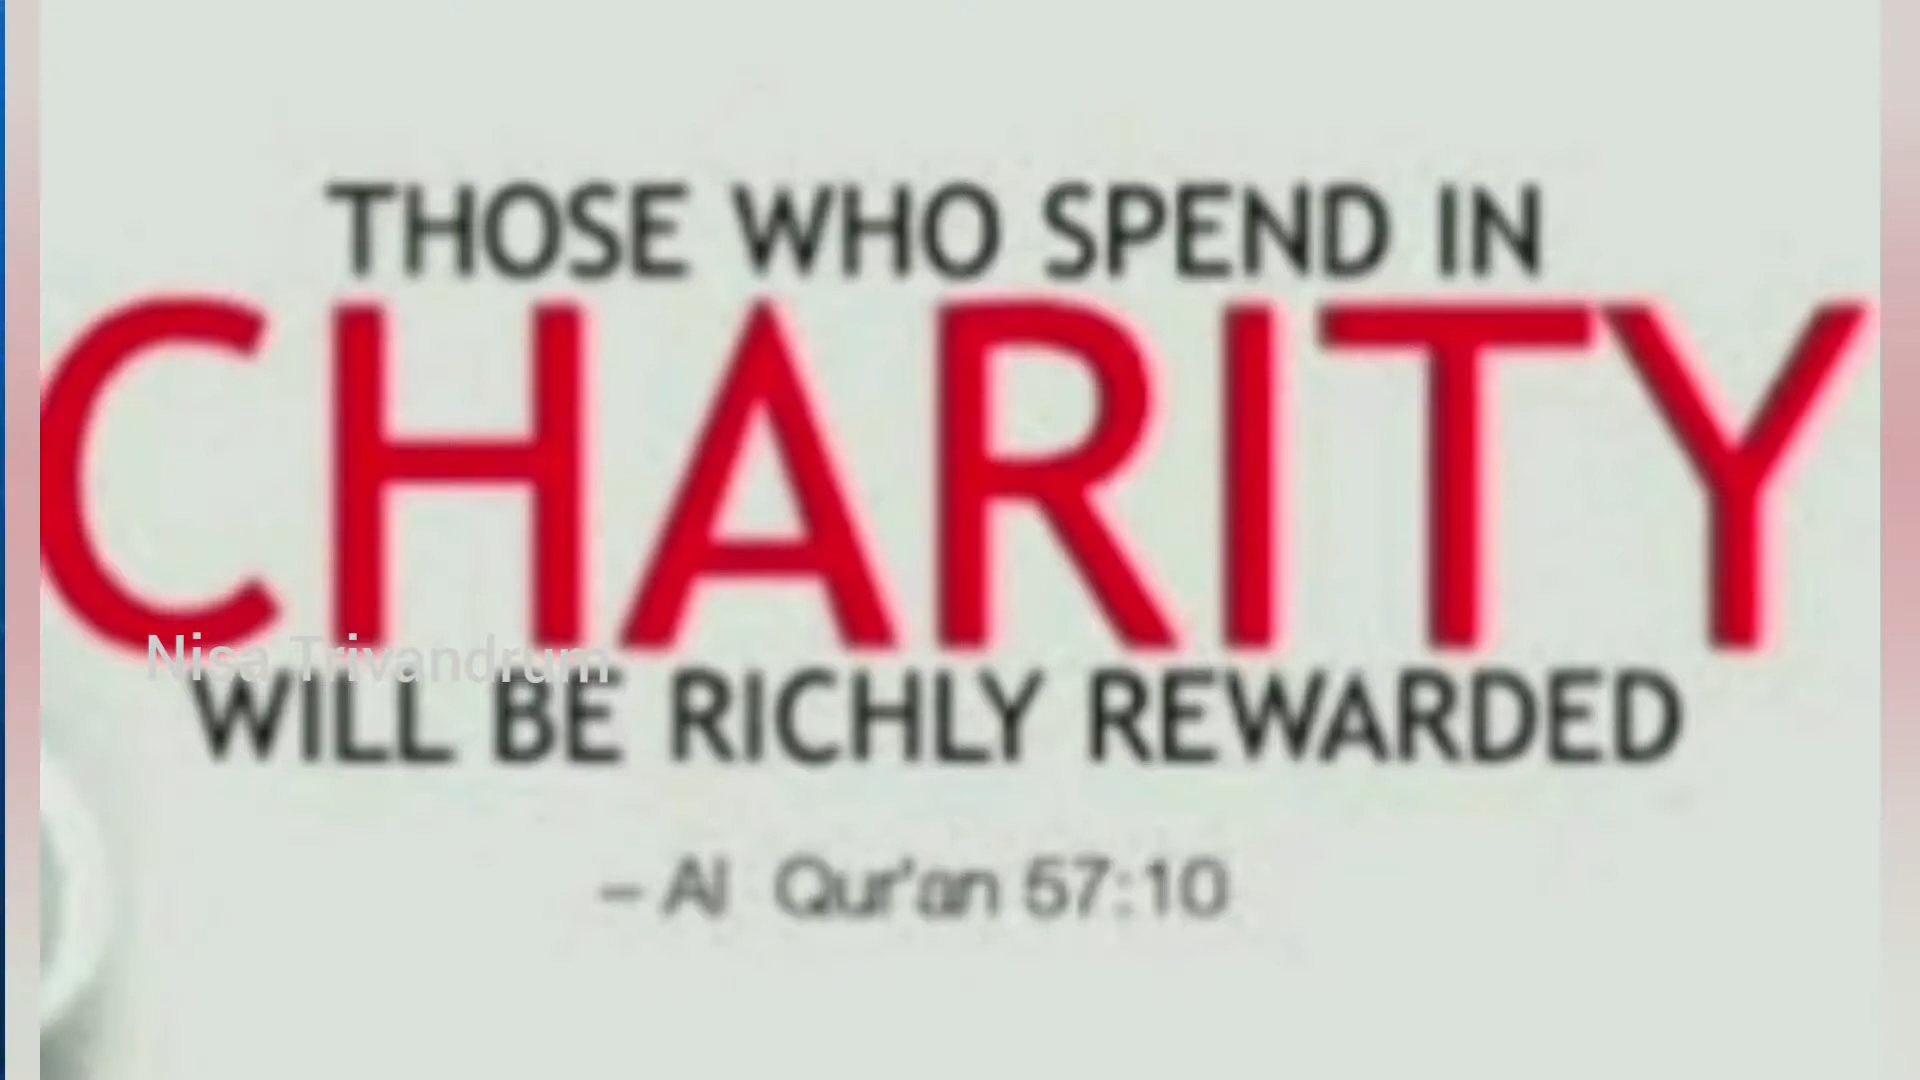 THOSE WHO SPEND IN
CHARITY
Nisa Trivandrum
WILL BE RICHLY REWARDED
– Al Qur'an 57:10